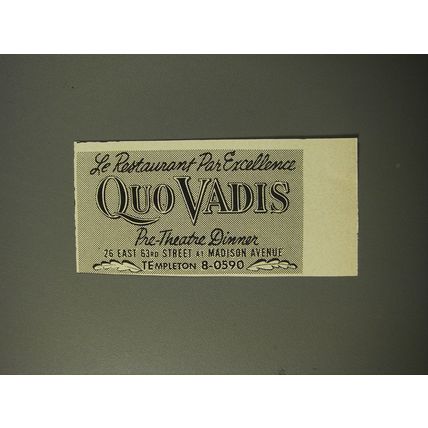 Le Restaurant Par Excellence
QUO VADIS
Pre-Theatre Dinner
26 EAST 63RD STREET AT MADISON AVENUE
TEMPLETON 8-0590